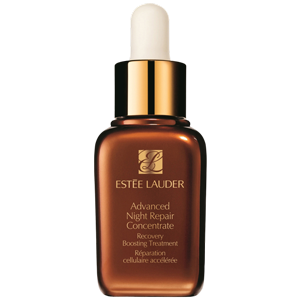 ESTĒE LAUDER
Advanced
Night Repair
Concentrate
Recovery
Boosting Treatment
Réparation
cellulaire accélérée